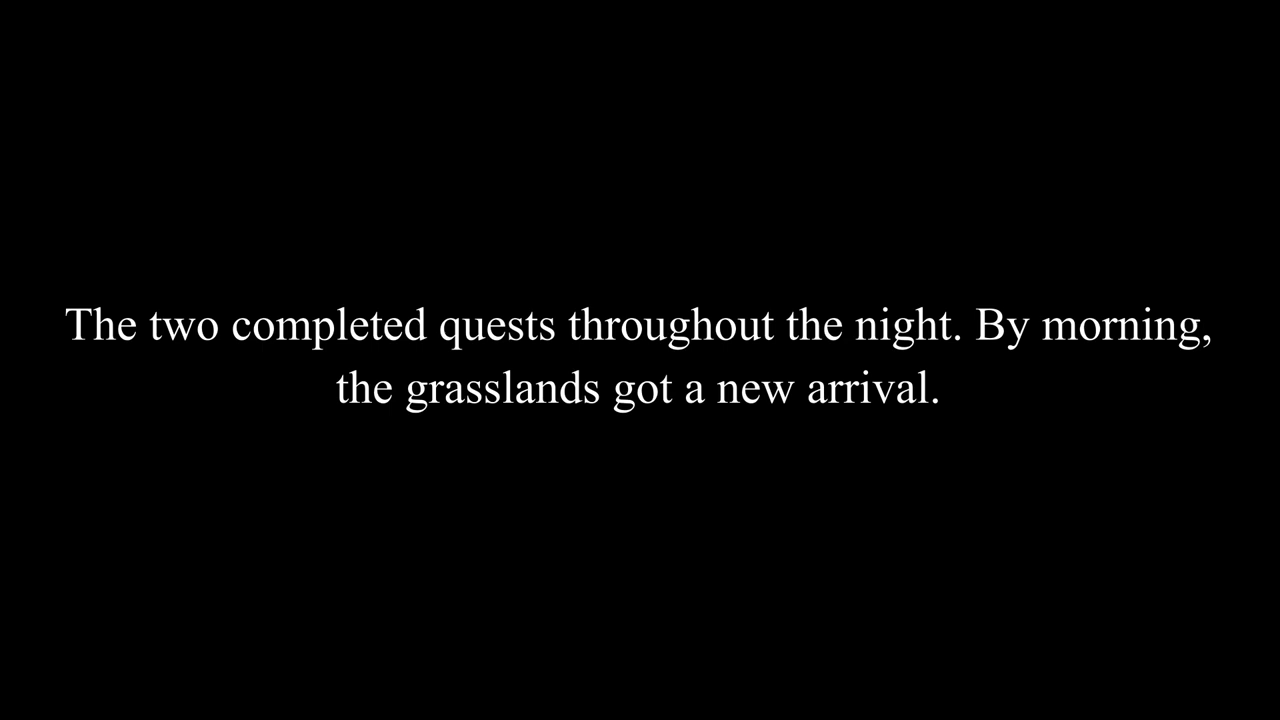 The two completed quests throughout the night. By morning,
the grasslands got a new arrival.